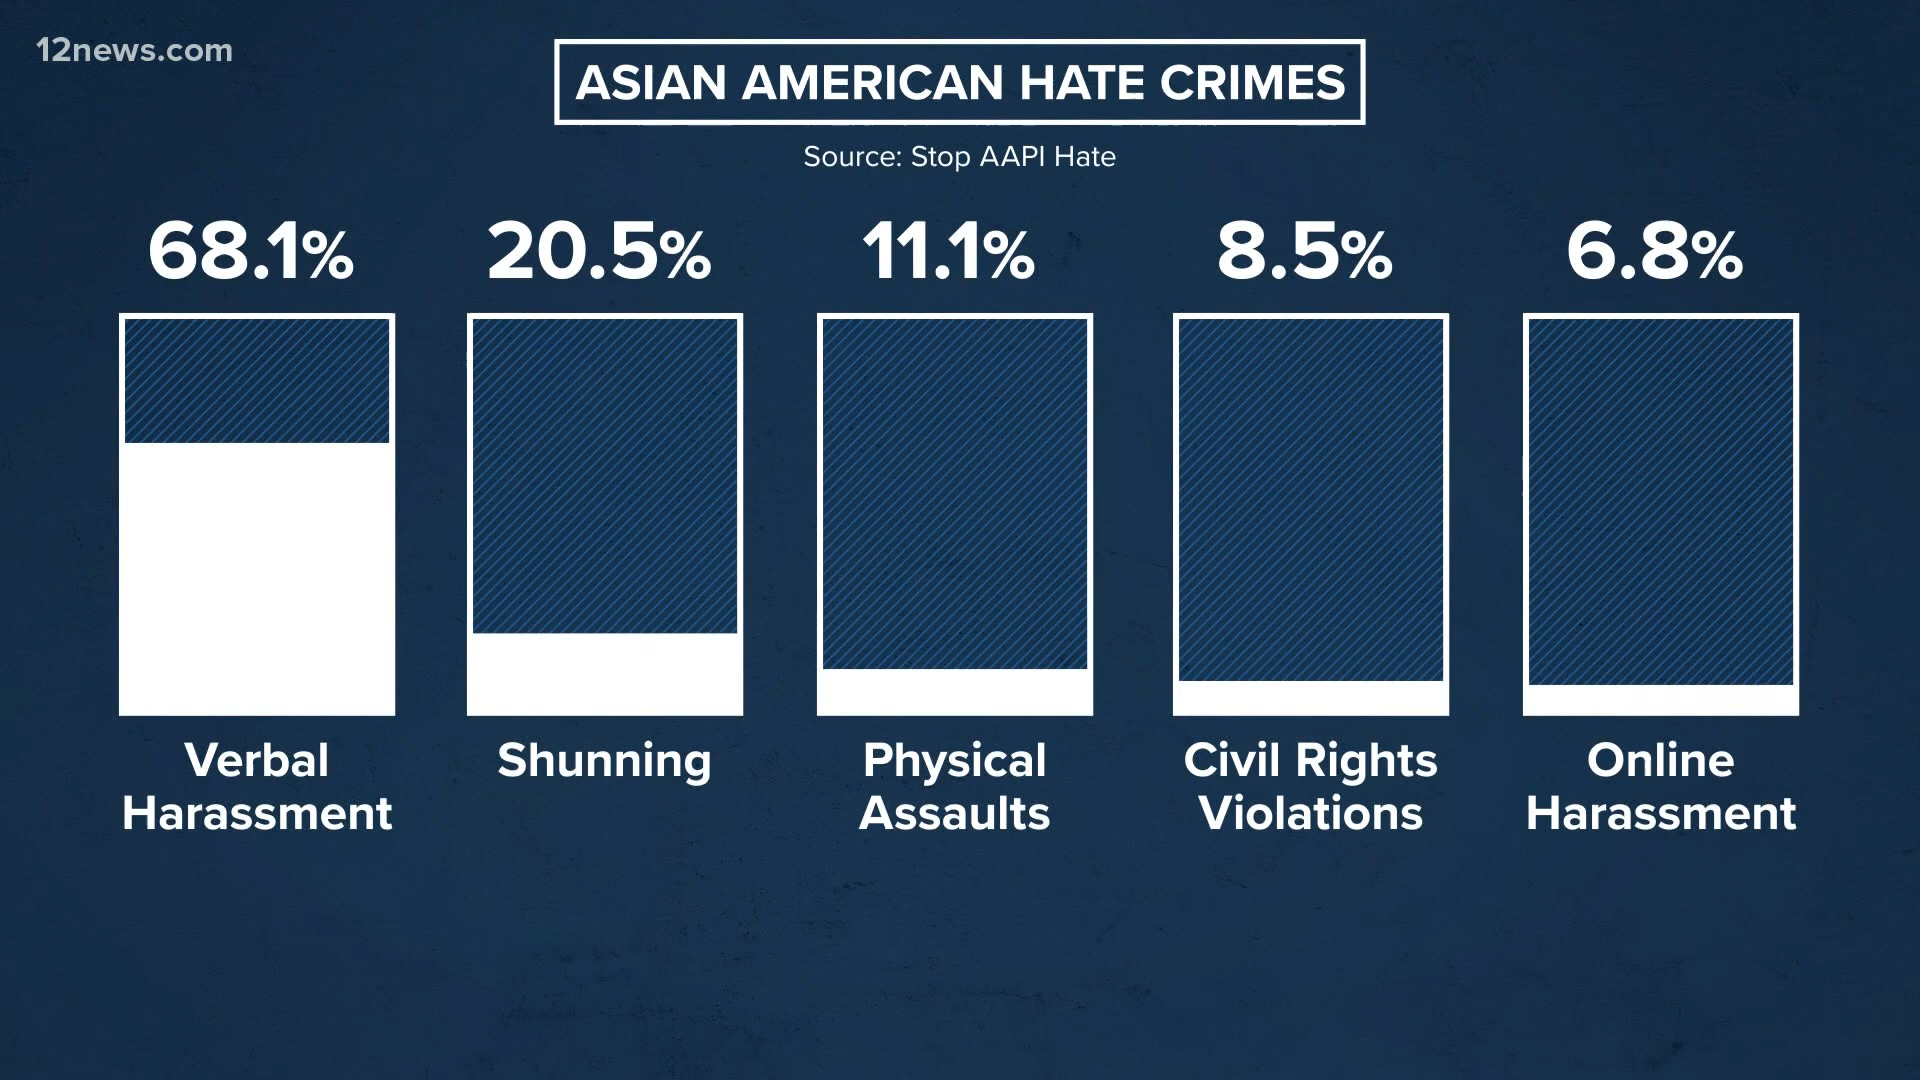 12news.com
ASIAN AMERICAN HATE CRIMES
Source: Stop AAPI Hate
68.1%
20.5%
11.1%
8.5%
6.8%
Verbal
Harassment
Shunning
Physical
Assaults
Civil Rights
Violations
Online
Harassment